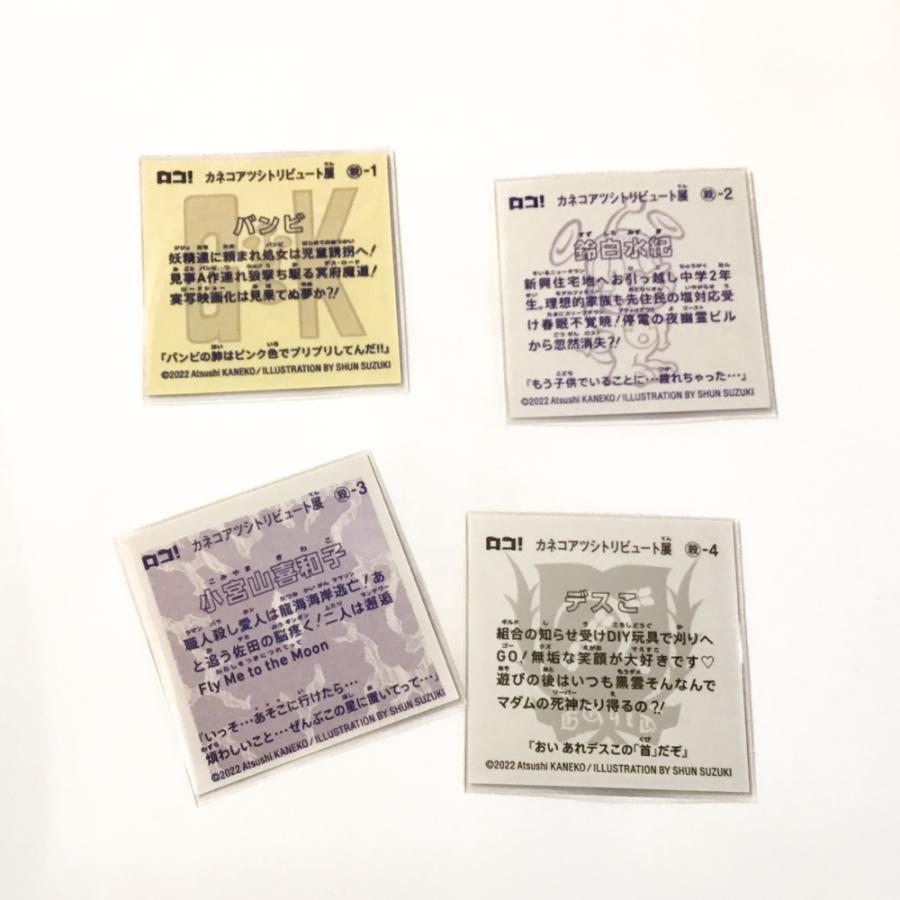 ロコ! カネコアツシトリビュート展 殺-1
バンビ
妖精達に頼まれ処女は児童誘拐へ!
見事A作連れ狼撃ち駆る冥府魔道!
実写映画化は見果てぬ夢か?!
『バンビの肺はピンク色でプリプリしてんだ!!』
©2022 Atsushi KANEKO/ILLUSTRATION BY SHUN SUZUKI
ロコ! カネコアツシトリビュート展 殺-2
鈴白水紀
新興住宅地へお引っ越し中学2年
生。理想的家族も先住民の塩対応受
け春眠不覚暁!停電の夜幽霊ビル
から忽然消失?!
『もう子供でいることに…疲れちゃった…』
©2022 Atsushi KANEKO/ILLUSTRATION BY SHUN SUZUKI
ロコ! カネコアツシトリビュート展 殺-3
小宮山喜和子
職人殺し愛人は龍海海岸逃亡!あ
と追う佐田の脳疼く!二人は邂逅
Fly Me to the Moon
『いっそ…あそこに行けたら…
煩わしいこと…ぜんぶこの星に置いてって…』
©2022 Atsushi KANEKO/ILLUSTRATION BY SHUN SUZUKI
ロコ! カネコアツシトリビュート展 殺-4
デスこ
組合の知らせ受けDIY玩具で刈りへ
GO!無垢な笑顔が大好きです♡
遊びの後はいつも黒雲そんなんで
マダムの死神たり得るの?!
『おい あれデスこの「首」だぞ』
©2022 Atsushi KANEKO/ILLUSTRATION BY SHUN SUZUKI